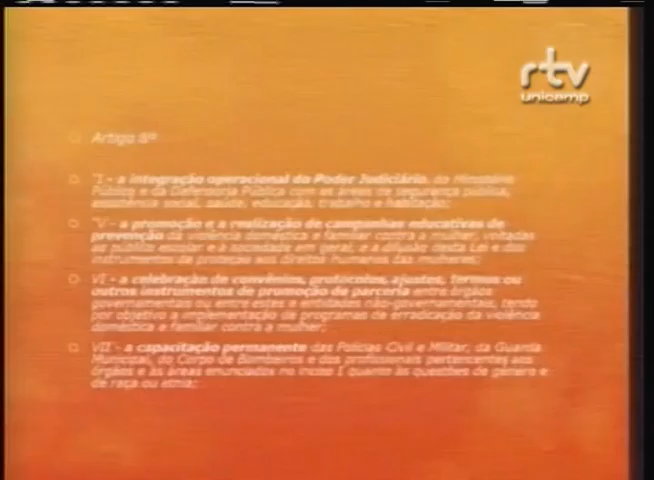 rtv
unicamp
Artigo 8º
"I - a integração operacional do Poder Judiciário, do Ministério
Público e da Defensoria Pública com as áreas de segurança pública,
assistência social, saúde, educação, trabalho e habitação;
"V - a promoção e a realização de campanhas educativas de
prevenção da violência doméstica e familiar contra a mulher, voltadas
ao público escolar e à sociedade em geral, e a difusão desta Lei e dos
instrumentos de proteção aos direitos humanos das mulheres;
VI - a celebração de convênios, protocolos, ajustes, termos ou
outros instrumentos de promoção de parceria entre órgãos
governamentais ou entre estes e entidades não-governamentais, tendo
por objetivo a implementação de programas de erradicação da violência
doméstica e familiar contra a mulher;
VII - a capacitação permanente das Polícias Civil e Militar, da Guarda
Municipal, do Corpo de Bombeiros e dos profissionais pertencentes aos
órgãos e às áreas enunciados no inciso I quanto às questões de gênero e
de raça ou etnia;